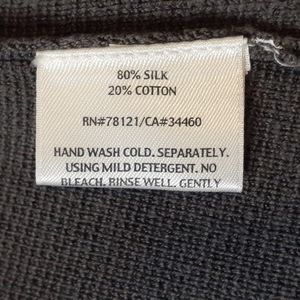 80% SILK
20% COTTON
RN#78121/CA#34460
HAND WASH COLD. SEPARATELY.
USING MILD DETERGENT. NO
BLEACH. RINSE WELL. GENTLY